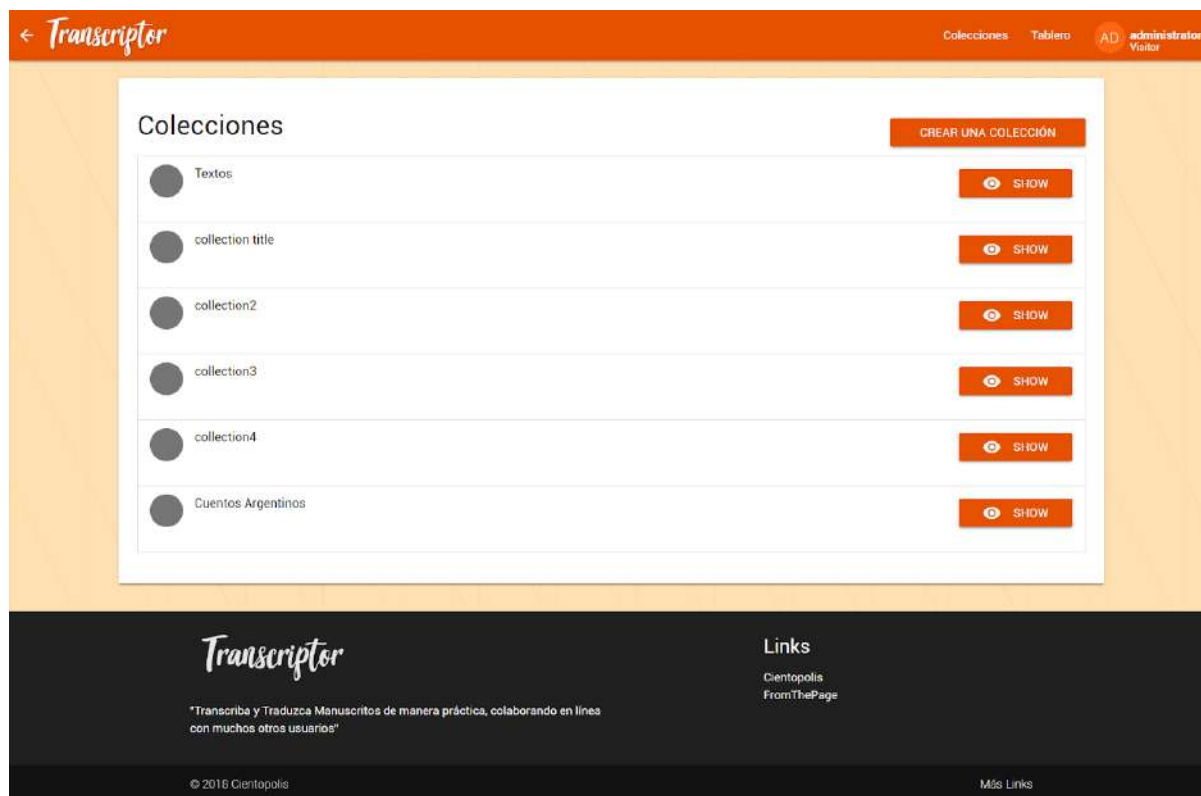 Transcriptor
Colecciones Tablero AD administrator
Visitor
Colecciones
CREAR UNA COLECCIÓN
Textos
SHOW
collection title
SHOW
collection2
SHOW
collection3
SHOW
collection4
SHOW
Cuentos Argentinos
SHOW
Transcriptor
"Transcriba y Traduzca Manuscritos de manera práctica, colaborando en línea
con muchos otros usuarios"
Links
Cientopolis
FromThePage
© 2016 Cientopolis
Más Links